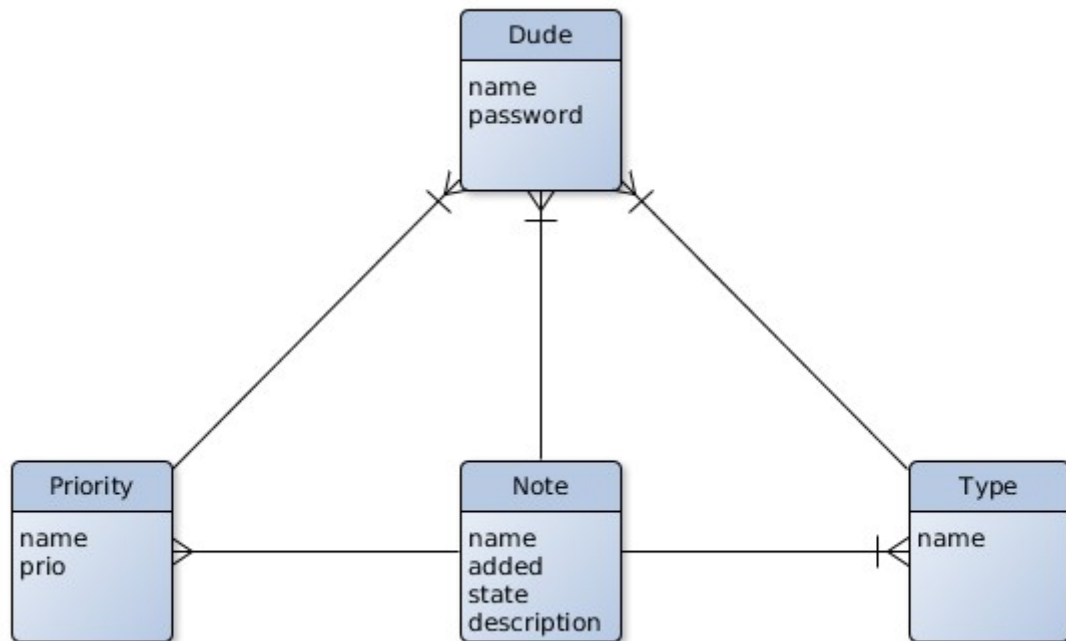 Dude
name
password
Priority
name
prio
Note
name
added
state
description
Type
name